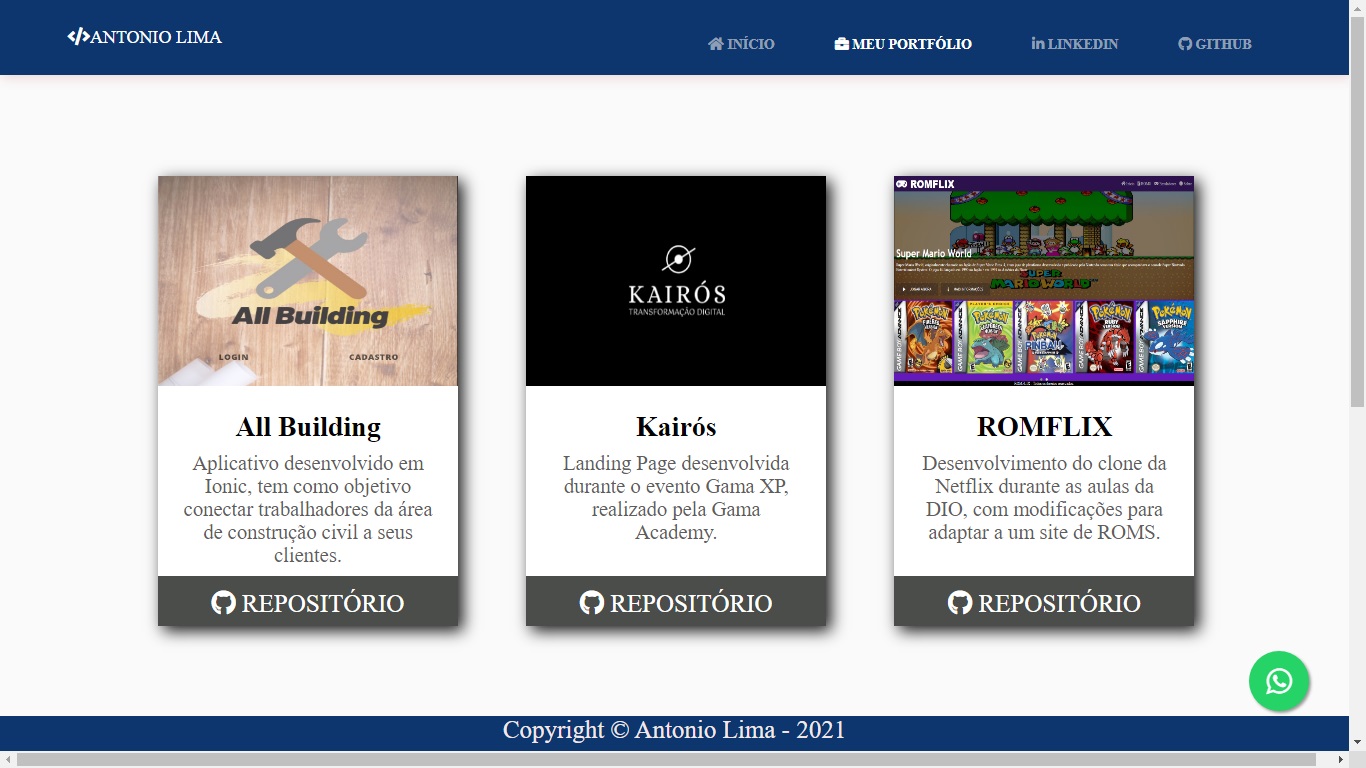 ANTONIO LIMA
INÍCIO
MEU PORTFÓLIO
LINKEDIN
GITHUB
All Building
LOGIN CADASTRO
All Building
Aplicativo desenvolvido em
Ionic, tem como objetivo
conectar trabalhadores da área
de construção civil a seus
clientes.
REPOSITÓRIO
KAIRÓS
TRANSFORMAÇÃO DIGITAL
Kairós
Landing Page desenvolvida
durante o evento Gama XP,
realizado pela Gama
Academy.
REPOSITÓRIO
ROMFLIX
Super Mario World
SUPER
MARIO WORLD
ROMFLIX
Desenvolvimento do clone da
Netflix durante as aulas da
DIO, com modificações para
adaptar a um site de ROMS.
REPOSITÓRIO
Copyright © Antonio Lima - 2021